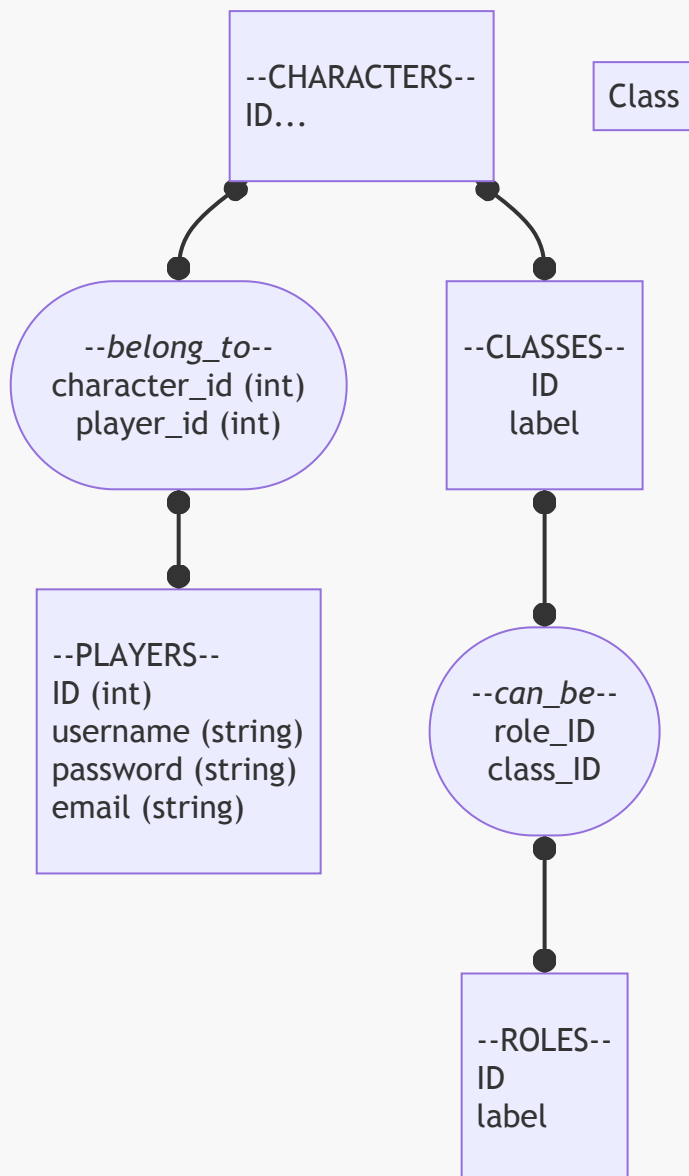 --CHARACTERS--
ID...
Class
--belong_to--
character_id (int)
player_id (int)
--CLASSES--
ID
label
--PLAYERS--
ID (int)
username (string)
password (string)
email (string)
--can_be--
role_ID
class_ID
--ROLES--
ID
label